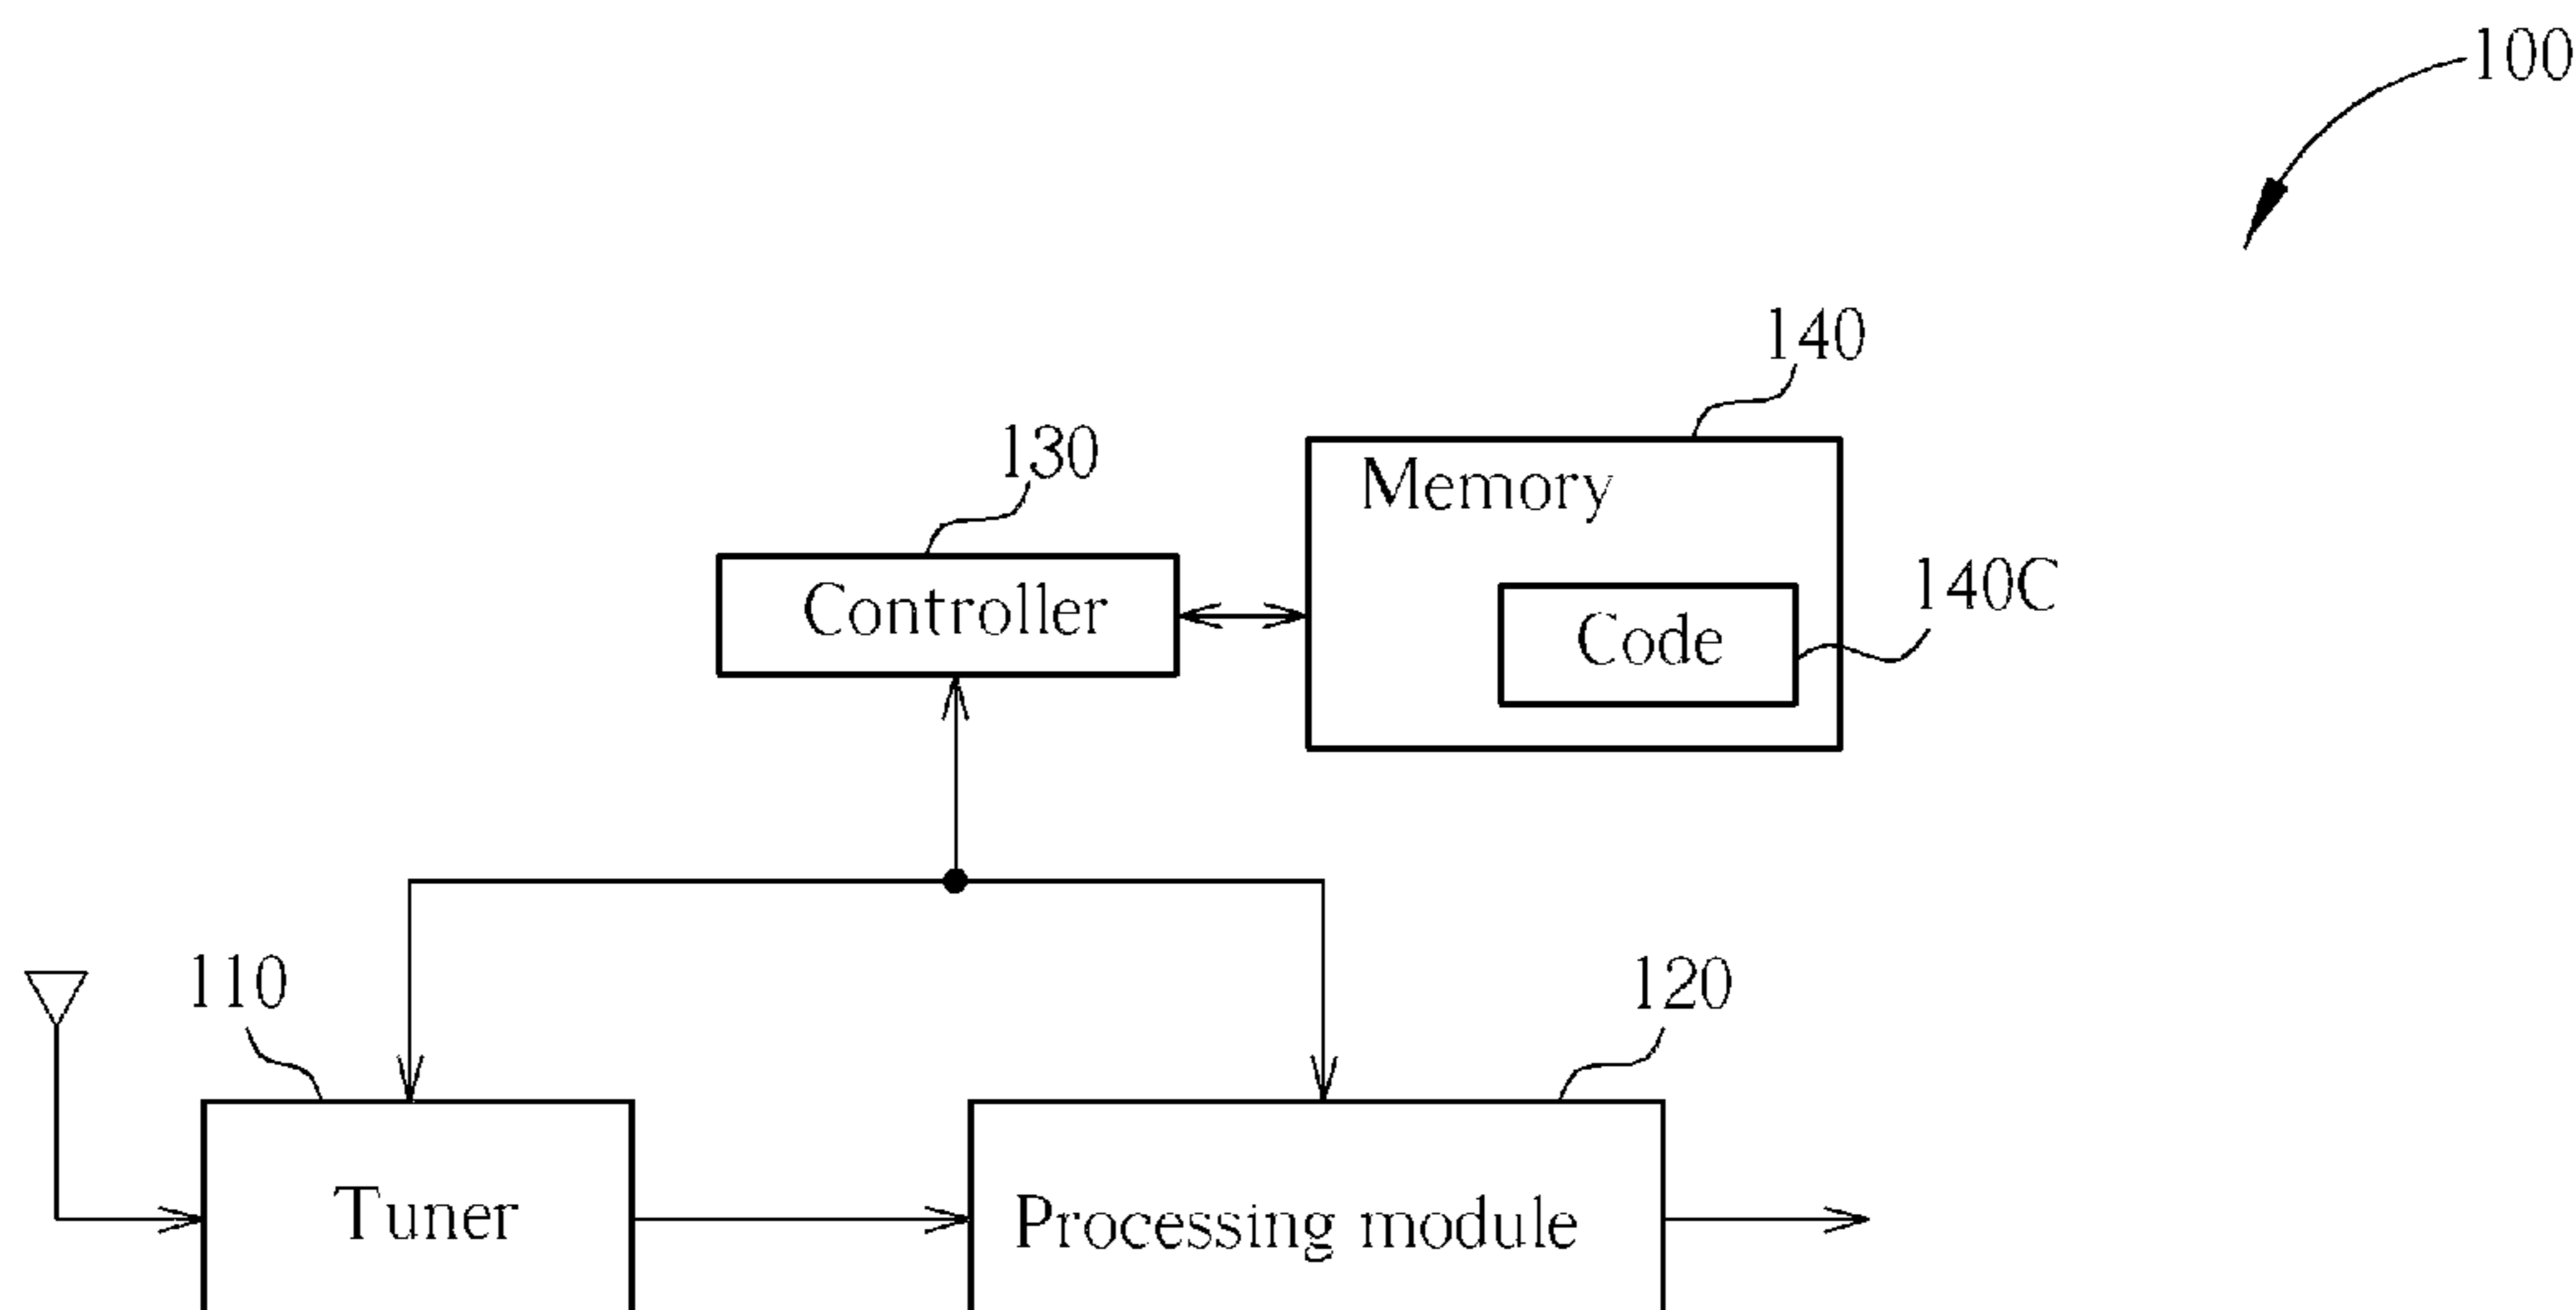 100
140
130
Memory
Controller
140C
Code
110
120
Tuner
Processing module